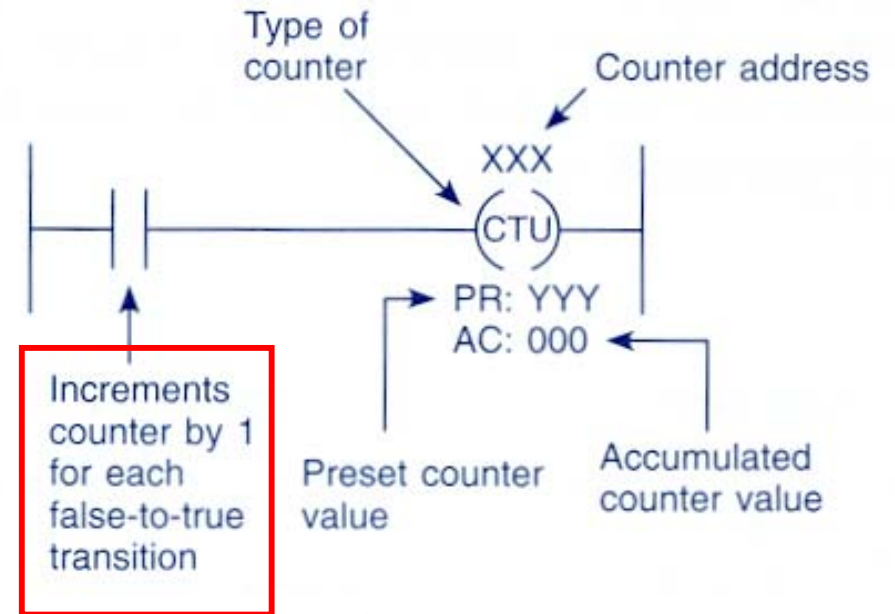 Type of
counter
Counter address
XXX
CTU
PR: YYY
AC: 000
Increments
counter by 1
for each
false-to-true
transition
Preset counter
value
Accumulated
counter value